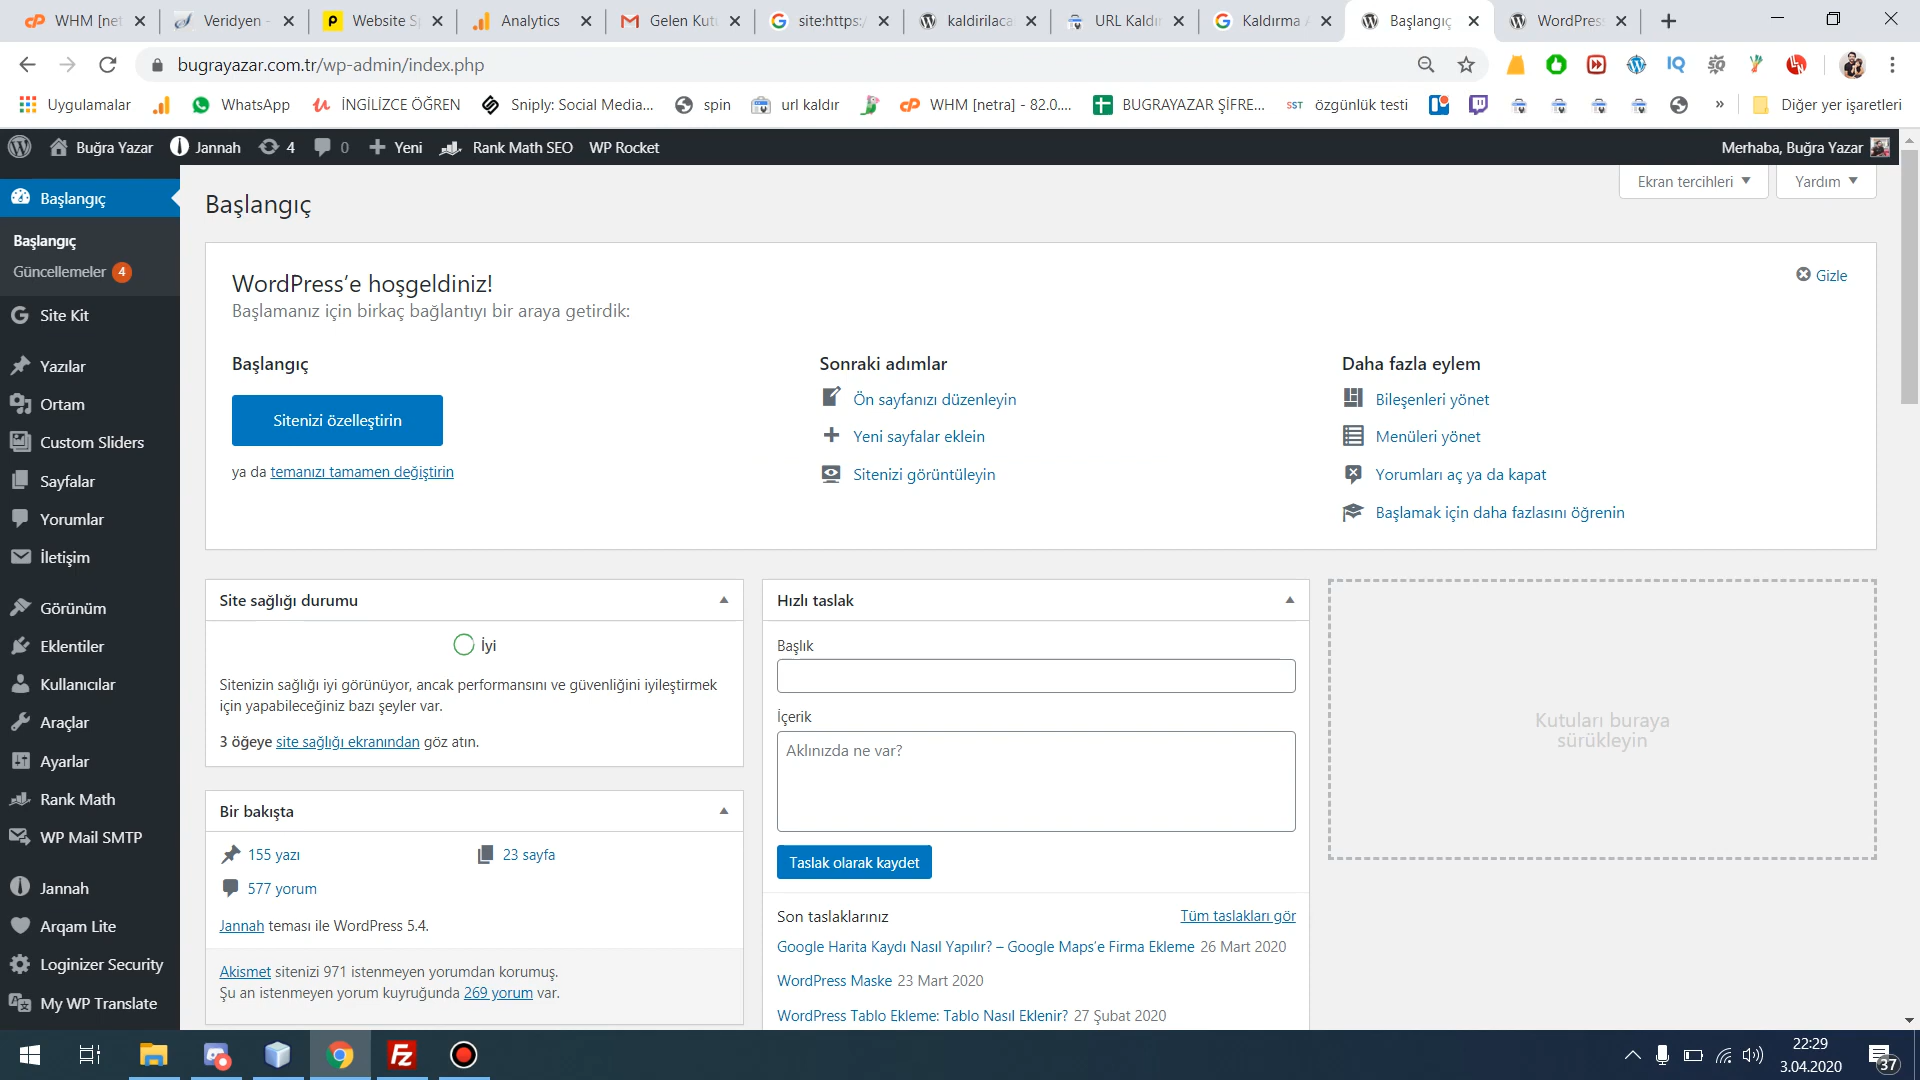 WHM [net
Veridyen -
Website Sp
Analytics
Gelen Kutu
site:https:/
kaldirilaca
URL Kaldır
Kaldırma A
Başlangıç
WordPress
bugrayazar.com.tr/wp-admin/index.php
Uygulamalar
WhatsApp
İNGİLİZCE ÖĞREN
Sniply: Social Media...
spin
url kaldır
WHM [netra] - 82.0....
BUGRAYAZAR ŞİFRE...
SST özgünlük testi
»
Diğer yer işaretleri
Buğra Yazar
Jannah
4
0
Yeni
Rank Math SEO
WP Rocket
Merhaba, Buğra Yazar
Başlangıç
Başlangıç
Güncellemeler 4
Site Kit
Yazılar
Ortam
Custom Sliders
Sayfalar
Yorumlar
İletişim
Görünüm
Eklentiler
Kullanıcılar
Araçlar
Ayarlar
Rank Math
WP Mail SMTP
Jannah
Arqam Lite
Loginizer Security
My WP Translate
Ekran tercihleri
Yardım
Başlangıç
WordPress’e hoşgeldiniz!
Başlamanız için birkaç bağlantıyı bir araya getirdik:
Gizle
Başlangıç
Sitenizi özelleştirin
ya da temanızı tamamen değiştirin
Sonraki adımlar
Ön sayfanızı düzenleyin
Yeni sayfalar eklein
Sitenizi görüntüleyin
Daha fazla eylem
Bileşenleri yönet
Menüleri yönet
Yorumları aç ya da kapat
Başlamak için daha fazlasını öğrenin
Site sağlığı durumu
İyi
Sitenizin sağlığı iyi görünüyor, ancak performansını ve güvenliğini iyileştirmek
için yapabileceğiniz bazı şeyler var.
3 öğeye site sağlığı ekranından göz atın.
Bir bakışta
155 yazı
23 sayfa
577 yorum
Jannah teması ile WordPress 5.4.
Akismet sitenizi 971 istenmeyen yorumdan korumuş.
Şu an istenmeyen yorum kuyruğunda 269 yorum var.
Hızlı taslak
Başlık
İçerik
Aklınızda ne var?
Taslak olarak kaydet
Son taslaklarınız
Tüm taslakları gör
Google Harita Kaydı Nasıl Yapılır? – Google Maps’e Firma Ekleme 26 Mart 2020
WordPress Maske 23 Mart 2020
WordPress Tablo Ekleme: Tablo Nasıl Eklenir? 27 Şubat 2020
Kutuları buraya
sürükleyin
22:29
3.04.2020
37